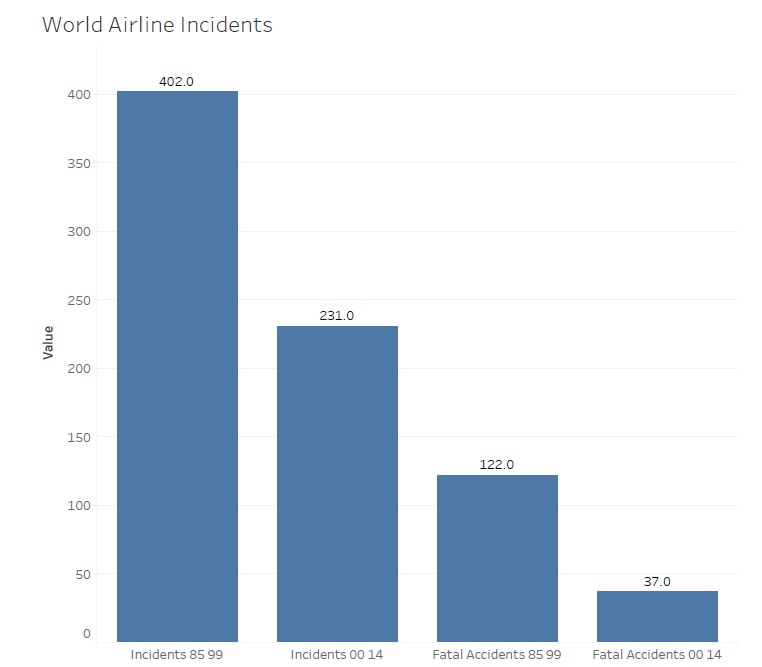 World Airline Incidents
402.0
400
350
300
250
200
150
100
50
0
Value
231.0
122.0
37.0
Incidents 85 99
Incidents 00 14
Fatal Accidents 85 99
Fatal Accidents 00 14